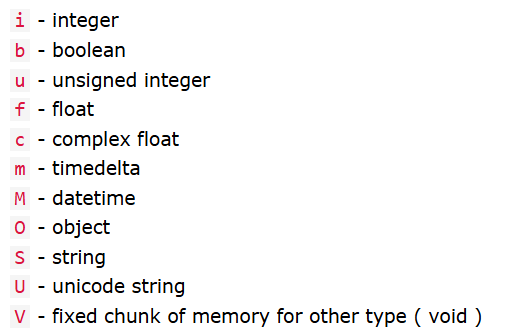 i - integer
b - boolean
u - unsigned integer
f - float
c - complex float
m - timedelta
M - datetime
O - object
S - string
U - unicode string
V - fixed chunk of memory for other type ( void )